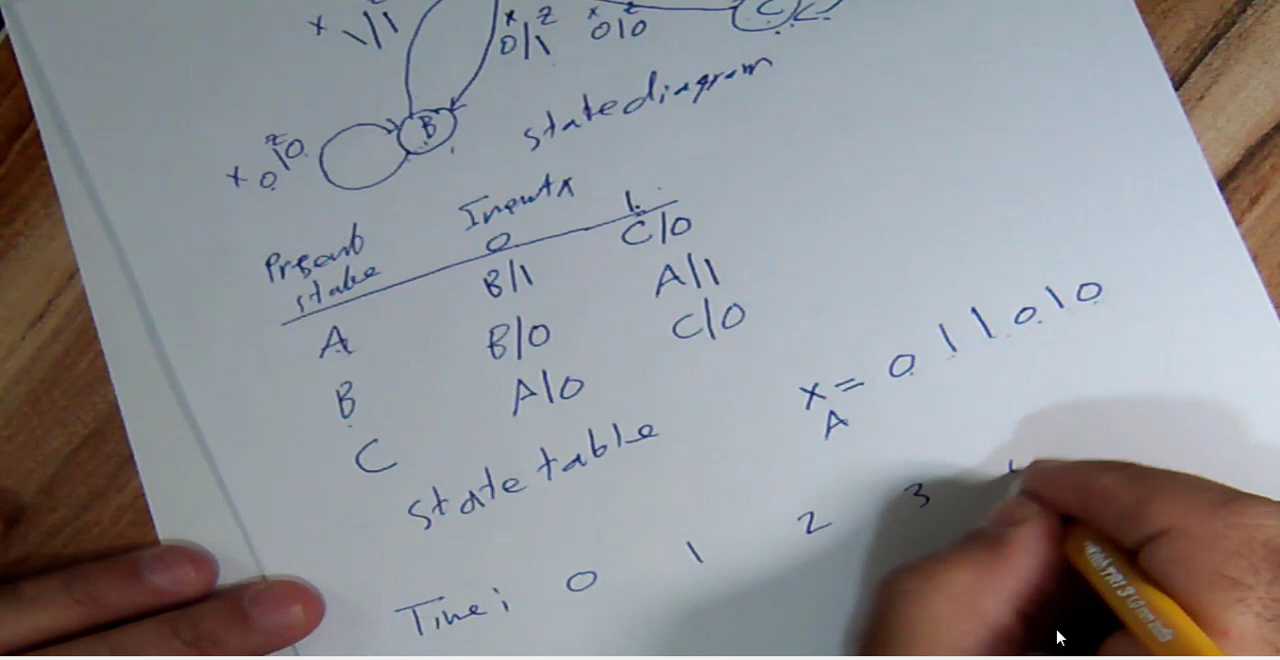 x z
x 1/1 0/1 x z 0/0 C
B
z
x 0/0 state diagram
Input x
Present state 0 1
A B/1 C/0
B B/0 A/1
C A/0 C/0
state table
x = 0 1 1 0 1 0
A
Time: 0 1 2 3